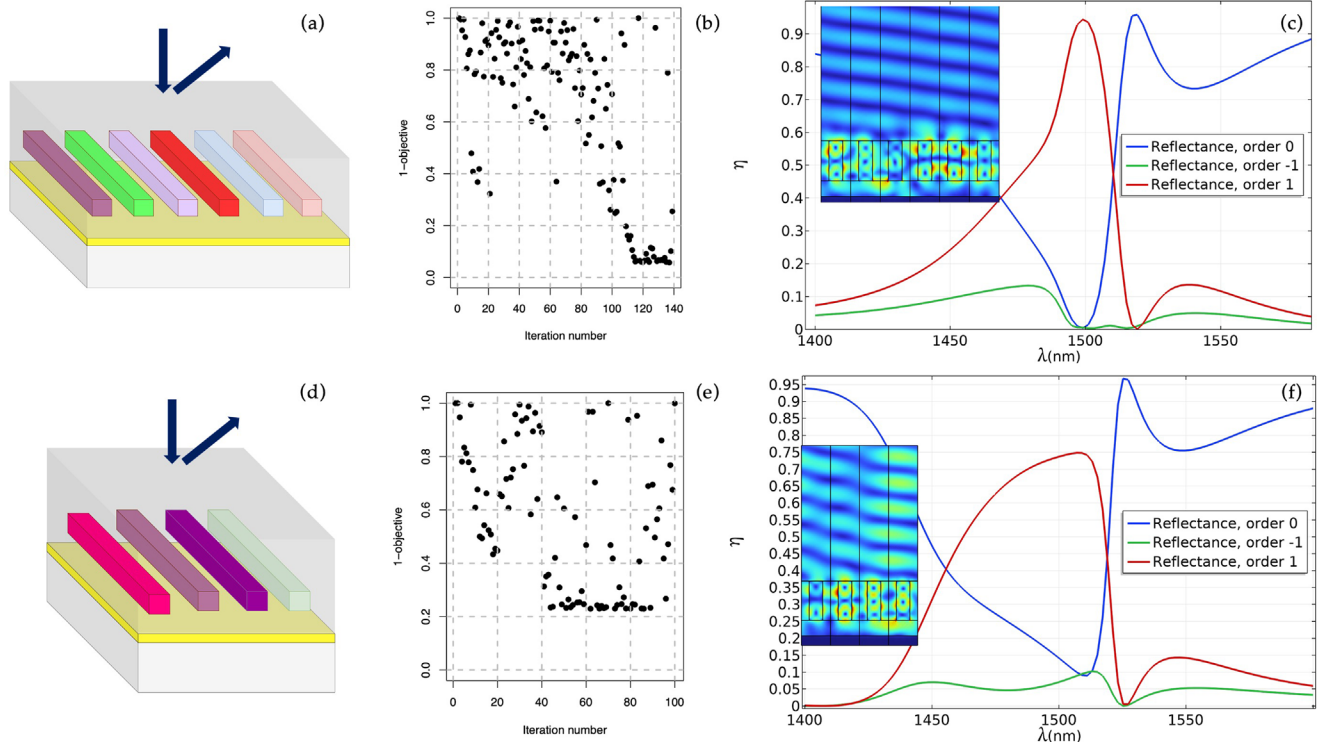 (a)
1−objective
1.0
0.8
0.6
0.4
0.2
0.0
0 20 40 60 80 100 120 140
Iteration number
(b)
η
0.9
0.8
0.7
0.6
0.5
0.4
0.3
0.2
0.1
0
1400 1450 1500 1550
λ(nm)
(c)
Reflectance, order 0
Reflectance, order -1
Reflectance, order 1
(d)
1−objective
1.0
0.8
0.6
0.4
0.2
0.0
0 20 40 60 80 100
Iteration number
(e)
η
0.95
0.9
0.85
0.8
0.75
0.7
0.65
0.6
0.55
0.5
0.45
0.4
0.35
0.3
0.25
0.2
0.15
0.1
0.05
0
1400 1450 1500 1550
λ(nm)
(f)
Reflectance, order 0
Reflectance, order -1
Reflectance, order 1